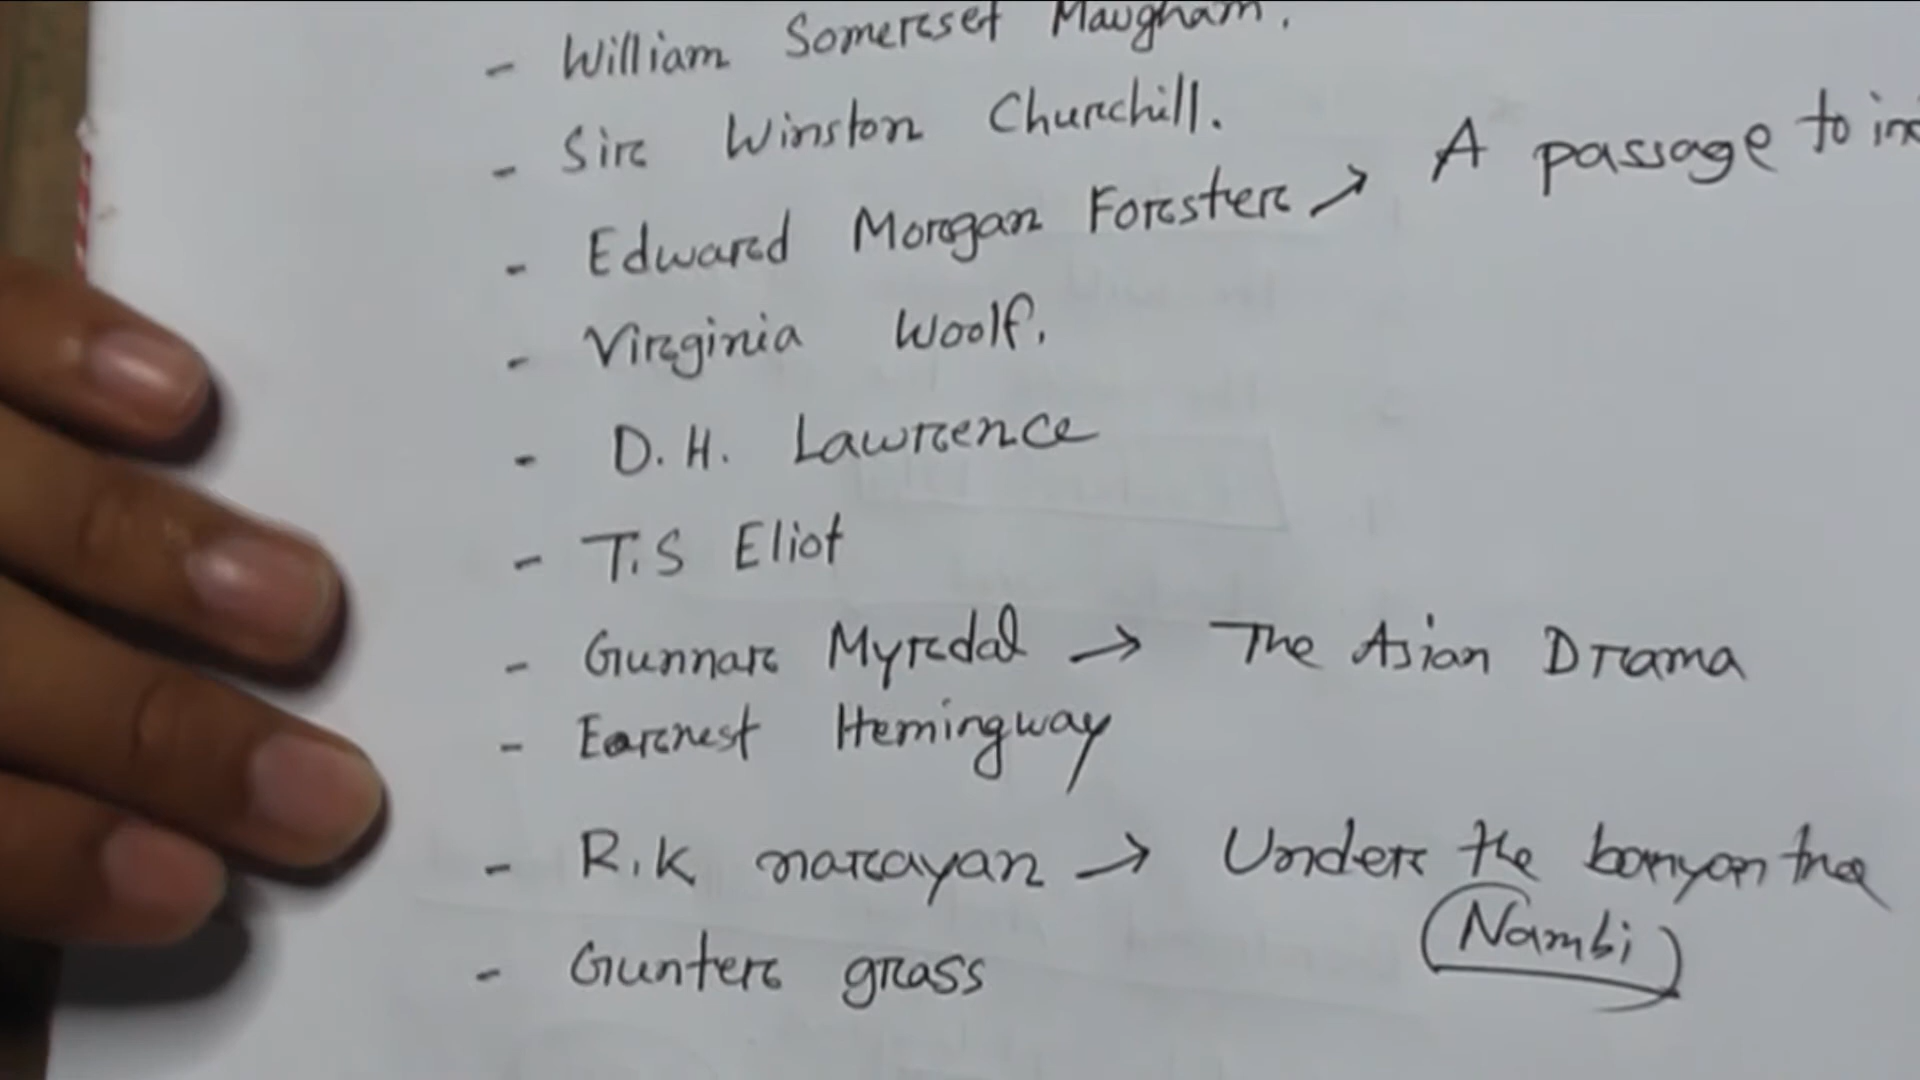 - William Somerset Maugham.
- Sir Winston Churchill.
- Edward Morgan Forster → A passage to in
- Virginia Woolf.
- D.H. Lawrence
- T.S Eliot
- Gunnar Myrdal → The Asian Drama
- Earnest Hemingway
- R.K narayan → Under the banyan tree
(Nambi)
- Gunter grass